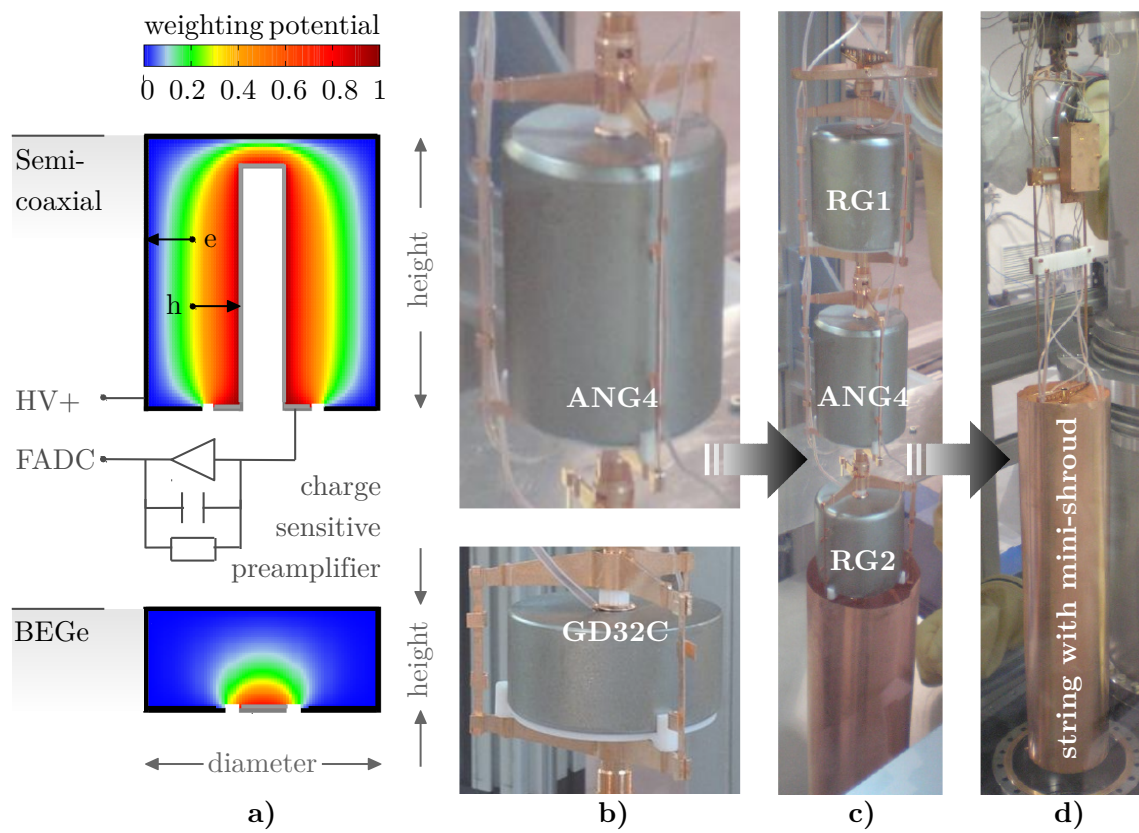 weighting potential
0 0.2 0.4 0.6 0.8 1
Semi-
coaxial
e
h
height
HV+
FADC
charge
sensitive
preamplifier
BEGe
height
diameter
a)
ANG4
GD32C
b)
RG1
ANG4
RG2
c)
string with mini-shroud
d)